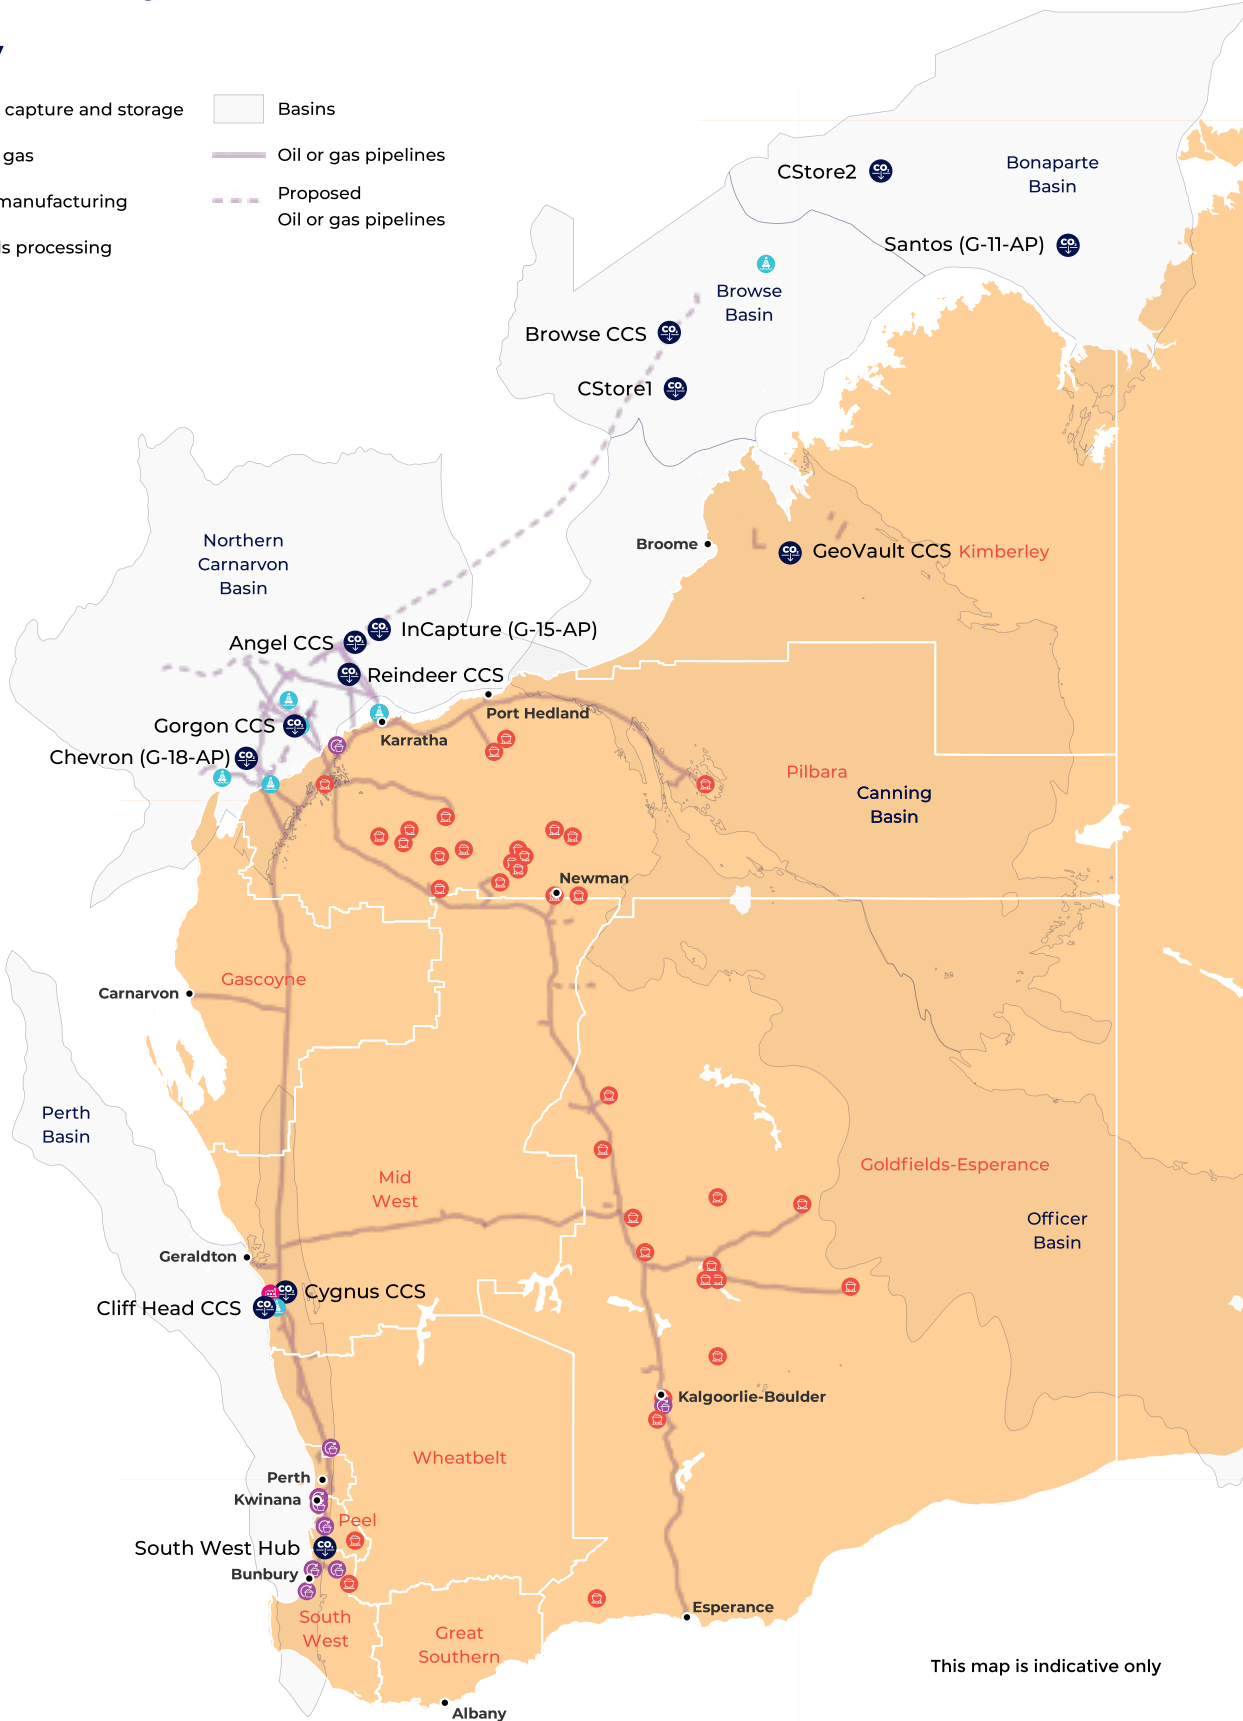 capture and storage
Basins
gas
Oil or gas pipelines
manufacturing
Proposed
Oil or gas pipelines
processing
CStore2
Bonaparte
Basin
Santos (G-11-AP)
Browse
Basin
Browse CCS
CStore1
Northern
Carnarvon
Basin
Broome
GeoVault CCS
Kimberley
InCapture (G-15-AP)
Angel CCS
Reindeer CCS
Port Hedland
Gorgon CCS
Karratha
Chevron (G-18-AP)
Pilbara
Canning
Basin
Newman
Gascoyne
Carnarvon
Perth
Basin
Mid
West
Goldfields-Esperance
Officer
Basin
Geraldton
Cygnus CCS
Cliff Head CCS
Kalgoorlie-Boulder
Wheatbelt
Perth
Kwinana
Peel
South West Hub
Bunbury
South
West
Esperance
Great
Southern
This map is indicative only
Albany